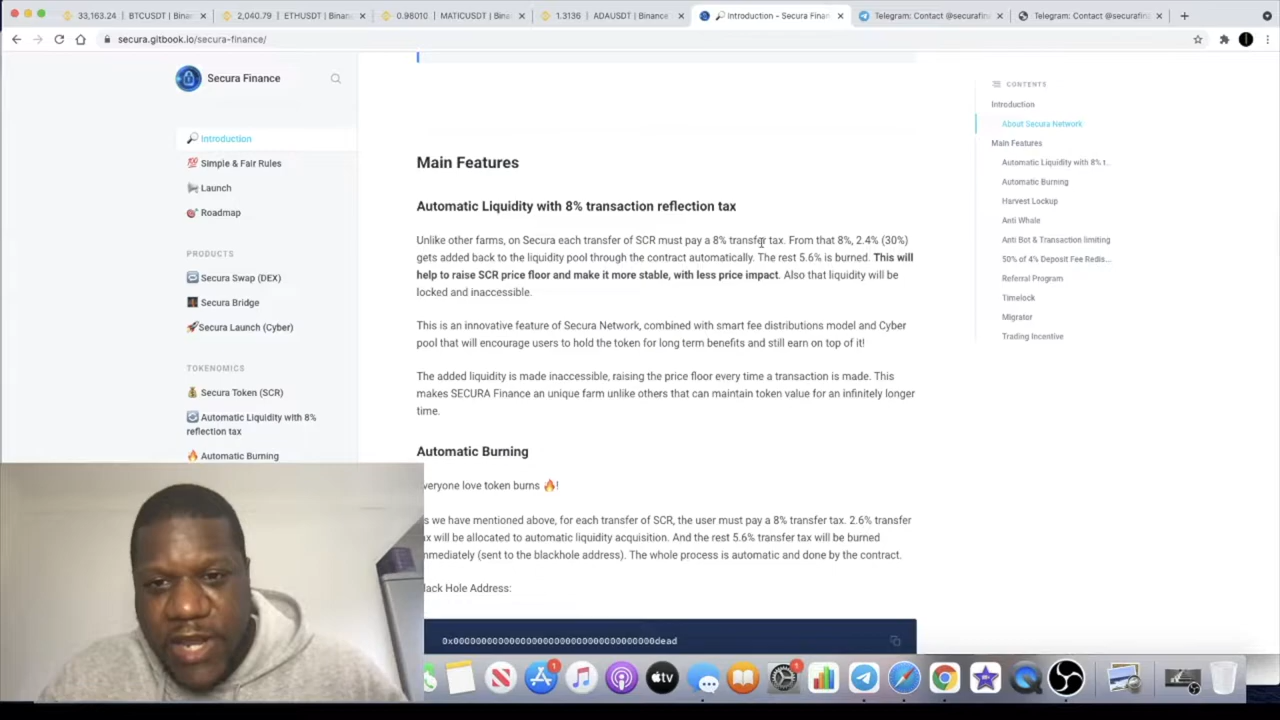 33,163.24 | BTCUSDT | Binan
2,040.79 | ETHUSDT | Binanc
0.98010 | MATICUSDT | Binan
1.3136 | ADAUSDT | Binance
🔎 Introduction - Secura Finan
Telegram: Contact @securafina
Telegram: Contact @securafina
secura.gitbook.io/secura-finance/
Secura Finance
🔎 Introduction
💯 Simple & Fair Rules
Launch
🎯 Roadmap
PRODUCTS
Secura Swap (DEX)
Secura Bridge
🚀Secura Launch (Cyber)
TOKENOMICS
💰 Secura Token (SCR)
Automatic Liquidity with 8%
reflection tax
🔥 Automatic Burning
Main Features
Automatic Liquidity with 8% transaction reflection tax
Unlike other farms, on Secura each transfer of SCR must pay a 8% transfer tax. From that 8%, 2.4% (30%)
gets added back to the liquidity pool through the contract automatically. The rest 5.6% is burned. This will
help to raise SCR price floor and make it more stable, with less price impact. Also that liquidity will be
locked and inaccessible.
This is an innovative feature of Secura Network, combined with smart fee distributions model and Cyber
pool that will encourage users to hold the token for long term benefits and still earn on top of it!
The added liquidity is made inaccessible, raising the price floor every time a transaction is made. This
makes SECURA Finance an unique farm unlike others that can maintain token value for an infinitely longer
time.
Automatic Burning
veryone love token burns 🔥!
s we have mentioned above, for each transfer of SCR, the user must pay a 8% transfer tax. 2.6% transfer
x will be allocated to automatic liquidity acquisition. And the rest 5.6% transfer tax will be burned
mmediately (sent to the blackhole address). The whole process is automatic and done by the contract.
lack Hole Address:
0x000000000000000000000000000000000000dead
CONTENTS
Introduction
About Secura Network
Main Features
Automatic Liquidity with 8% t..
Automatic Burning
Harvest Lockup
Anti Whale
Anti Bot & Transaction limiting
50% of 4% Deposit Fee Redis...
Referral Program
Timelock
Migrator
Trading Incentive
1
tv
1